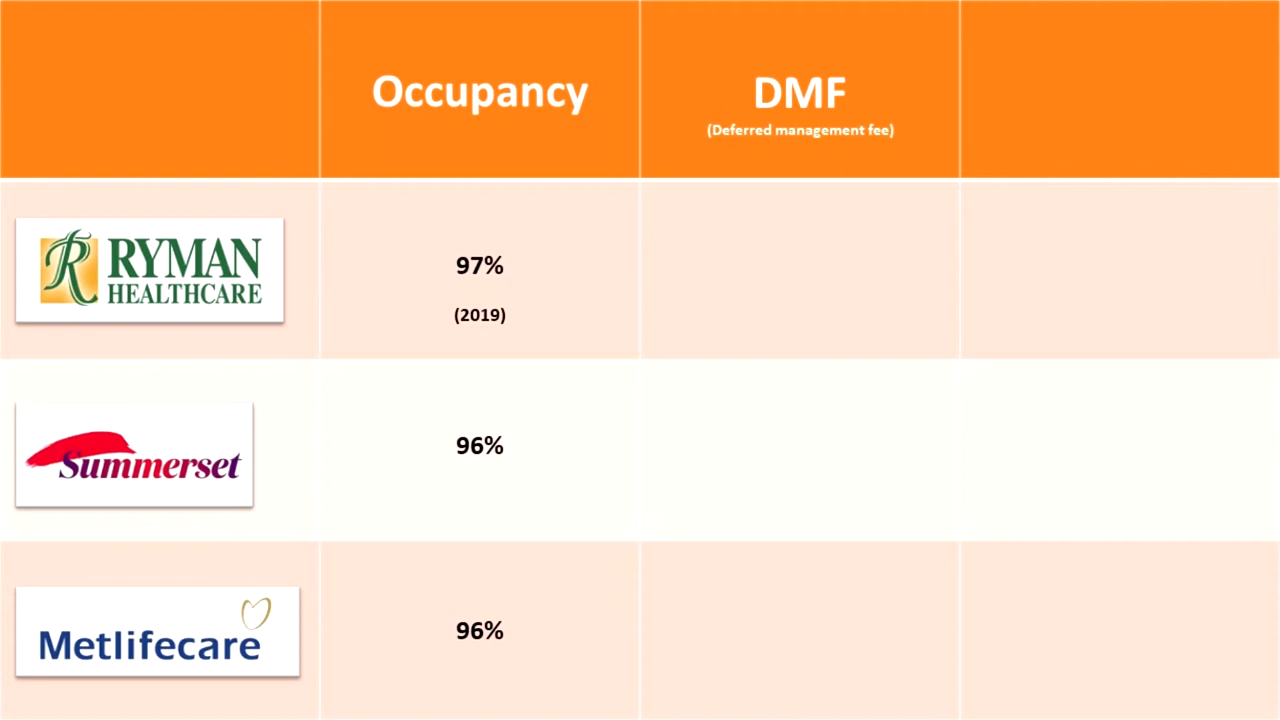 Occupancy
DMF
(Deferred management fee)
RYMAN
HEALTHCARE
97%
(2019)
Summerset
96%
Metlifecare
96%